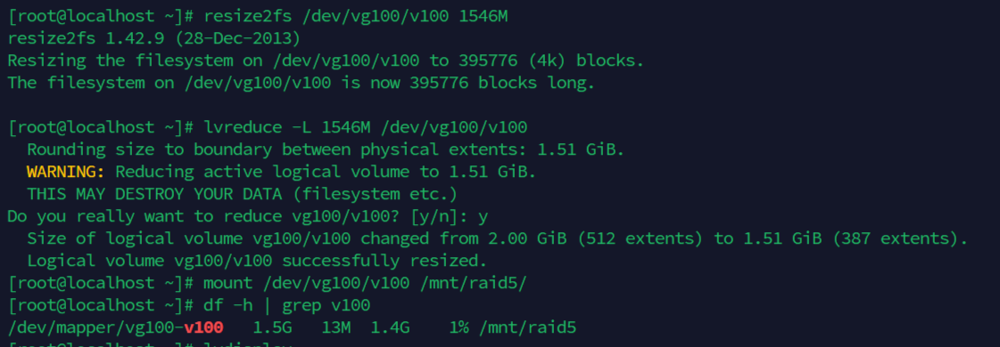 [root@localhost ~]# resize2fs /dev/vg100/v100 1546M
resize2fs 1.42.9 (28-Dec-2013)
Resizing the filesystem on /dev/vg100/v100 to 395776 (4k) blocks.
The filesystem on /dev/vg100/v100 is now 395776 blocks long.
[root@localhost ~]# lvreduce -L 1546M /dev/vg100/v100
Rounding size to boundary between physical extents: 1.51 GiB.
WARNING: Reducing active logical volume to 1.51 GiB.
THIS MAY DESTROY YOUR DATA (filesystem etc.)
Do you really want to reduce vg100/v100? [y/n]: y
Size of logical volume vg100/v100 changed from 2.00 GiB (512 extents) to 1.51 GiB (387 extents).
Logical volume vg100/v100 successfully resized.
[root@localhost ~]# mount /dev/vg100/v100 /mnt/raid5/
[root@localhost ~]# df -h | grep v100
/dev/mapper/vg100-v100 1.5G 13M 1.4G 1% /mnt/raid5